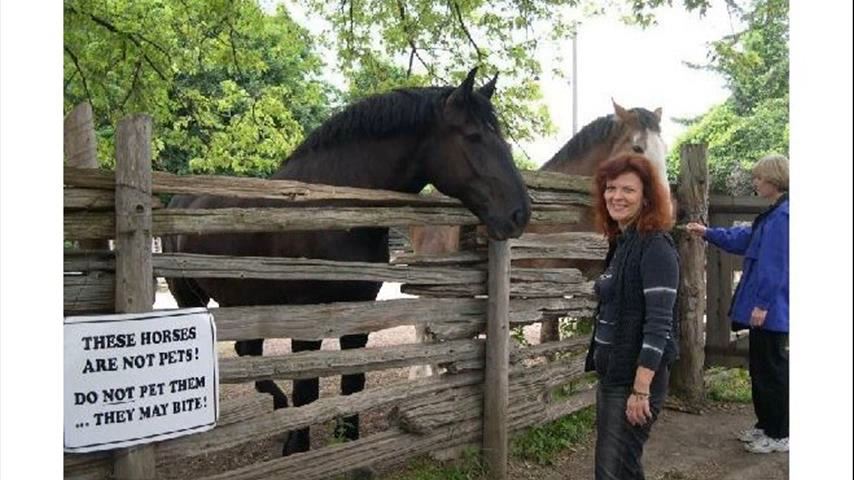 THESE HORSES
ARE NOT PETS!
DO NOT PET THEM
... THEY MAY BITE!